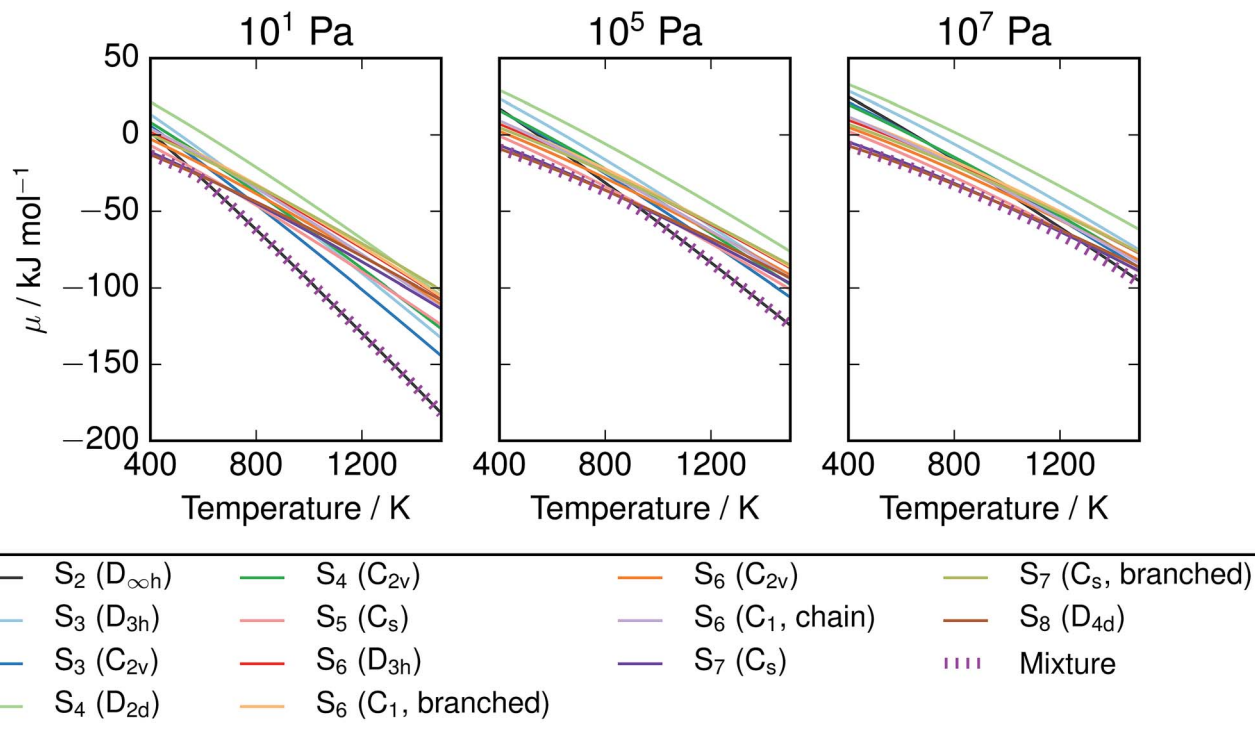 10¹ Pa
10⁵ Pa
10⁷ Pa
μ / kJ mol⁻¹
50
0
−50
−100
−150
−200
400 800 1200
400 800 1200
400 800 1200
Temperature / K
Temperature / K
Temperature / K
S₂ (D∞h)
S₃ (D₃h)
S₃ (C₂v)
S₄ (D₂d)
S₄ (C₂v)
S₅ (Cs)
S₆ (D₃h)
S₆ (C₁, branched)
S₆ (C₂v)
S₆ (C₁, chain)
S₇ (Cs)
S₇ (Cs, branched)
S₈ (D₄d)
Mixture